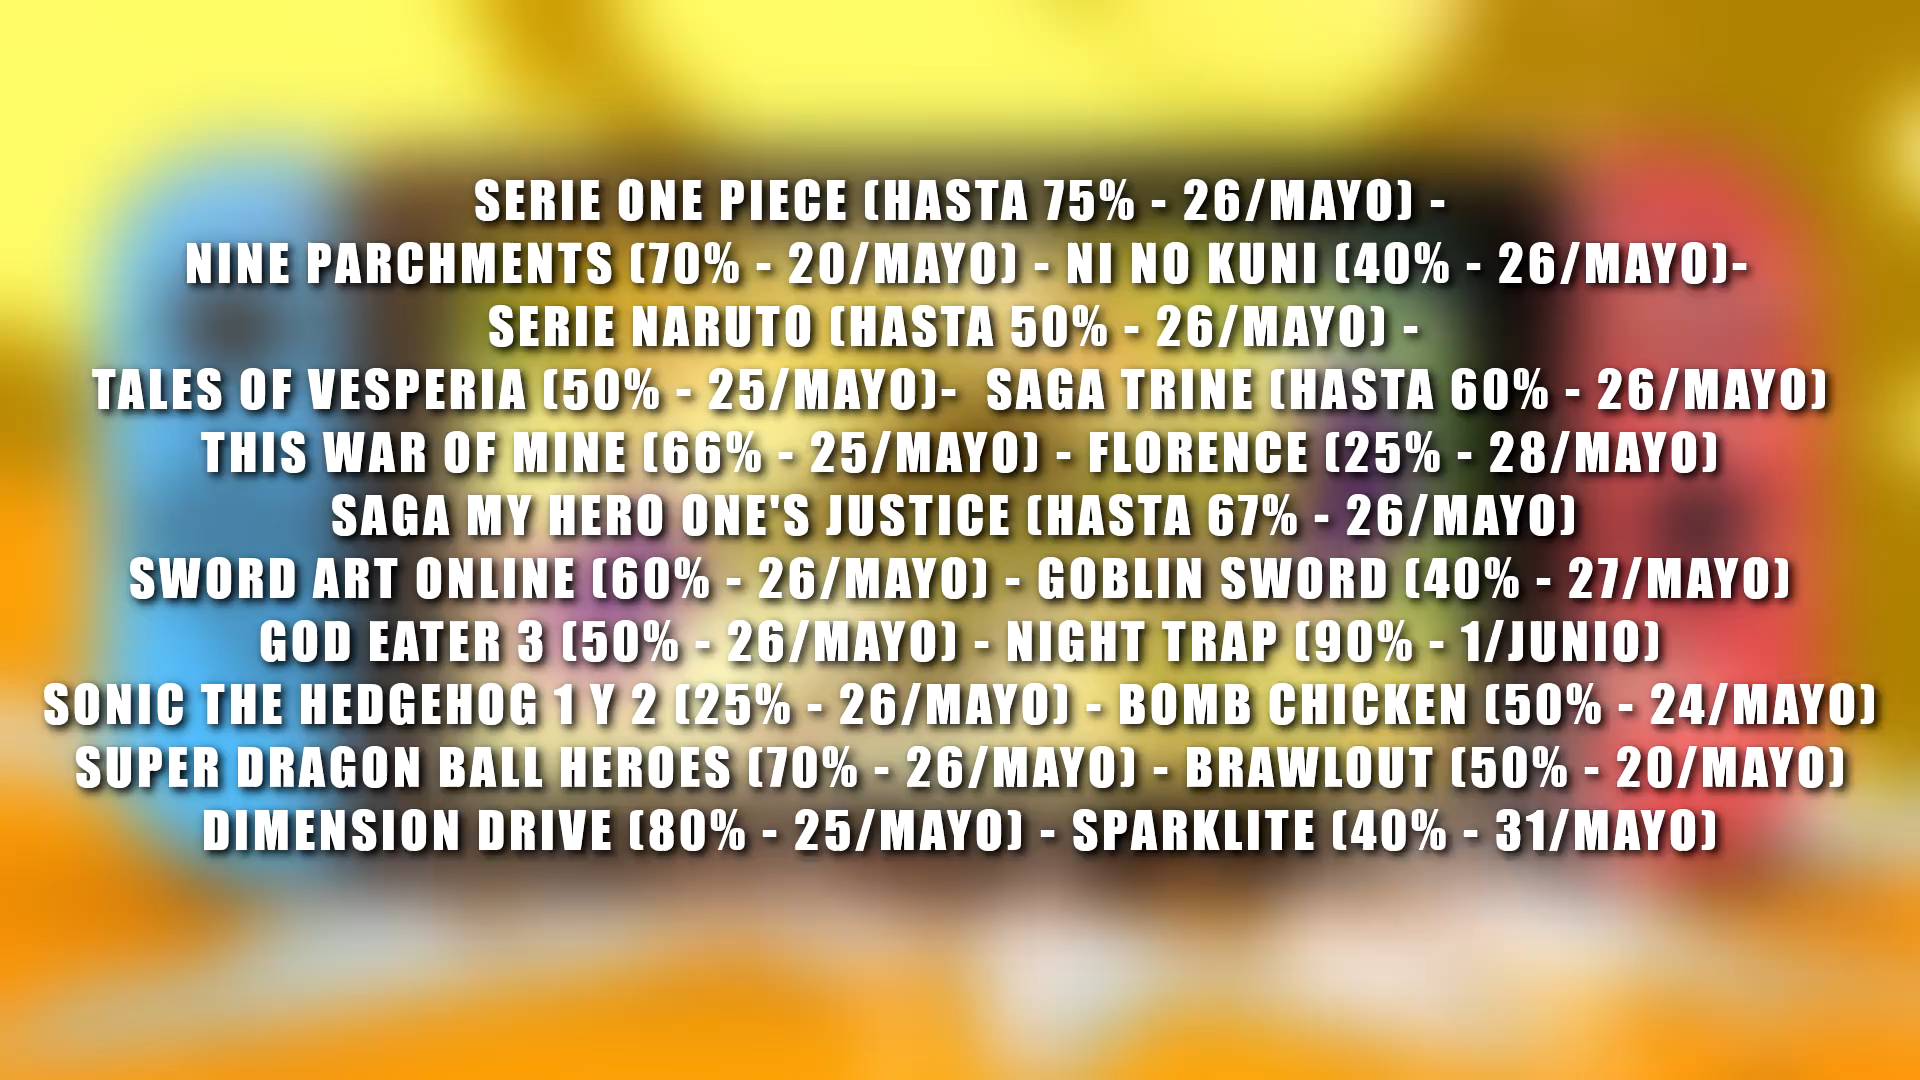 SERIE ONE PIECE (HASTA 75% - 26/MAYO) -
NINE PARCHMENTS (70% - 20/MAYO) - NI NO KUNI (40% - 26/MAYO)-
SERIE NARUTO (HASTA 50% - 26/MAYO) -
TALES OF VESPERIA (50% - 25/MAYO)- SAGA TRINE (HASTA 60% - 26/MAYO)
THIS WAR OF MINE (66% - 25/MAYO) - FLORENCE (25% - 28/MAYO)
SAGA MY HERO ONE'S JUSTICE (HASTA 67% - 26/MAYO)
SWORD ART ONLINE (60% - 26/MAYO) - GOBLIN SWORD (40% - 27/MAYO)
GOD EATER 3 (50% - 26/MAYO) - NIGHT TRAP (90% - 1/JUNIO)
SONIC THE HEDGEHOG 1 Y 2 (25% - 26/MAYO) - BOMB CHICKEN (50% - 24/MAYO)
SUPER DRAGON BALL HEROES (70% - 26/MAYO) - BRAWLOUT (50% - 20/MAYO)
DIMENSION DRIVE (80% - 25/MAYO) - SPARKLITE (40% - 31/MAYO)